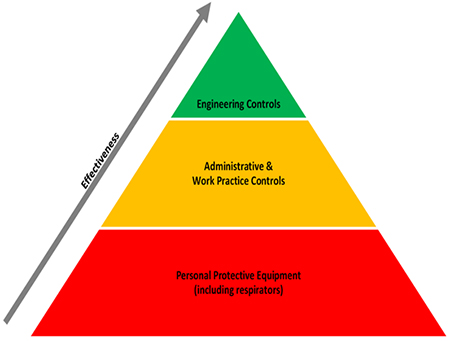 Engineering Controls
Effectiveness
Administrative &
Work Practice Controls
Personal Protective Equipment
(including respirators)